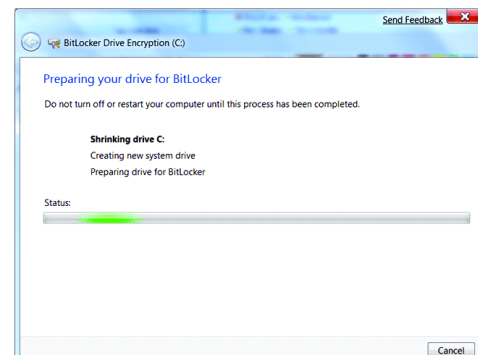 Send Feedback
BitLocker Drive Encryption (C:)
Preparing your drive for BitLocker
Do not turn off or restart your computer until this process has been completed.
Shrinking drive C:
Creating new system drive
Preparing drive for BitLocker
Status:
Cancel